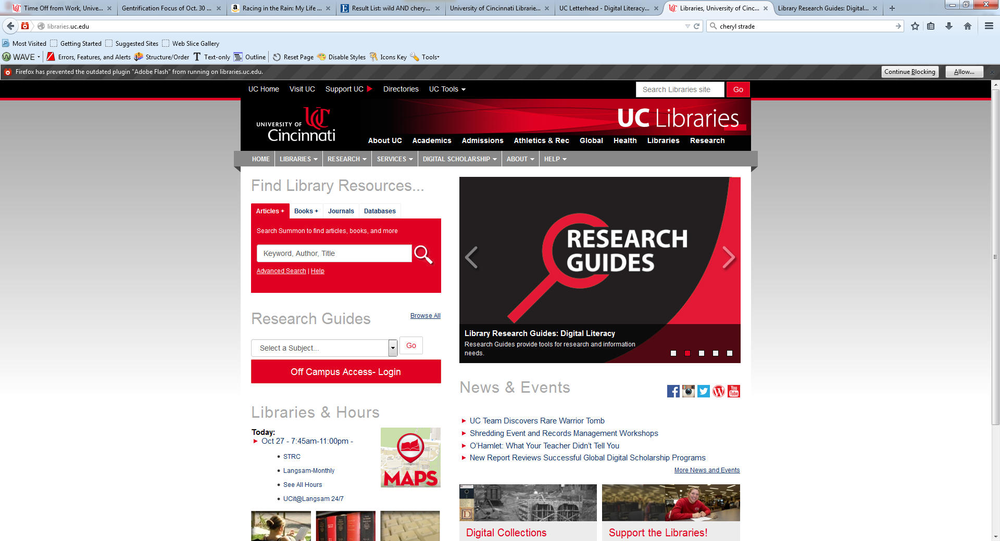 Time Off from Work, Unive...
Gentrification Focus of Oct. 30 ...
Racing in the Rain: My Life ...
Result List: wild AND chery...
University of Cincinnati Librarie...
UC Letterhead - Digital Literacy...
Libraries, University of Cinc...
Library Research Guides: Digital...
libraries.uc.edu
cheryl strade
Most Visited
Getting Started
Suggested Sites
Web Slice Gallery
WAVE
Errors, Features, and Alerts
Structure/Order
Text-only
Outline
Reset Page
Disable Styles
Icons Key
Tools
Firefox has prevented the outdated plugin "Adobe Flash" from running on libraries.uc.edu.
Continue Blocking
Allow...
UC Home
Visit UC
Support UC
Directories
UC Tools
Search Libraries site
Go
UC
UNIVERSITY OF
Cincinnati
UC Libraries
About UC
Academics
Admissions
Athletics & Rec
Global
Health
Libraries
Research
HOME
LIBRARIES
RESEARCH
SERVICES
DIGITAL SCHOLARSHIP
ABOUT
HELP
Find Library Resources...
Articles +
Books +
Journals
Databases
Search Summon to find articles, books, and more
Keyword, Author, Title
Advanced Search | Help
Research Guides
Browse All
Select a Subject...
Go
Off Campus Access- Login
Libraries & Hours
Today:
Oct 27 - 7:45am-11:00pm -
STRC
Langsam-Monthly
See All Hours
UCit@Langsam 24/7
MAPS
RESEARCH
GUIDES
Library Research Guides: Digital Literacy
Research Guides provide tools for research and information
needs.
News & Events
You
Tube
UC Team Discovers Rare Warrior Tomb
Shredding Event and Records Management Workshops
O'Hamlet: What Your Teacher Didn't Tell You
New Report Reviews Successful Global Digital Scholarship Programs
More News and Events
D
Digital Collections
Support the Libraries!